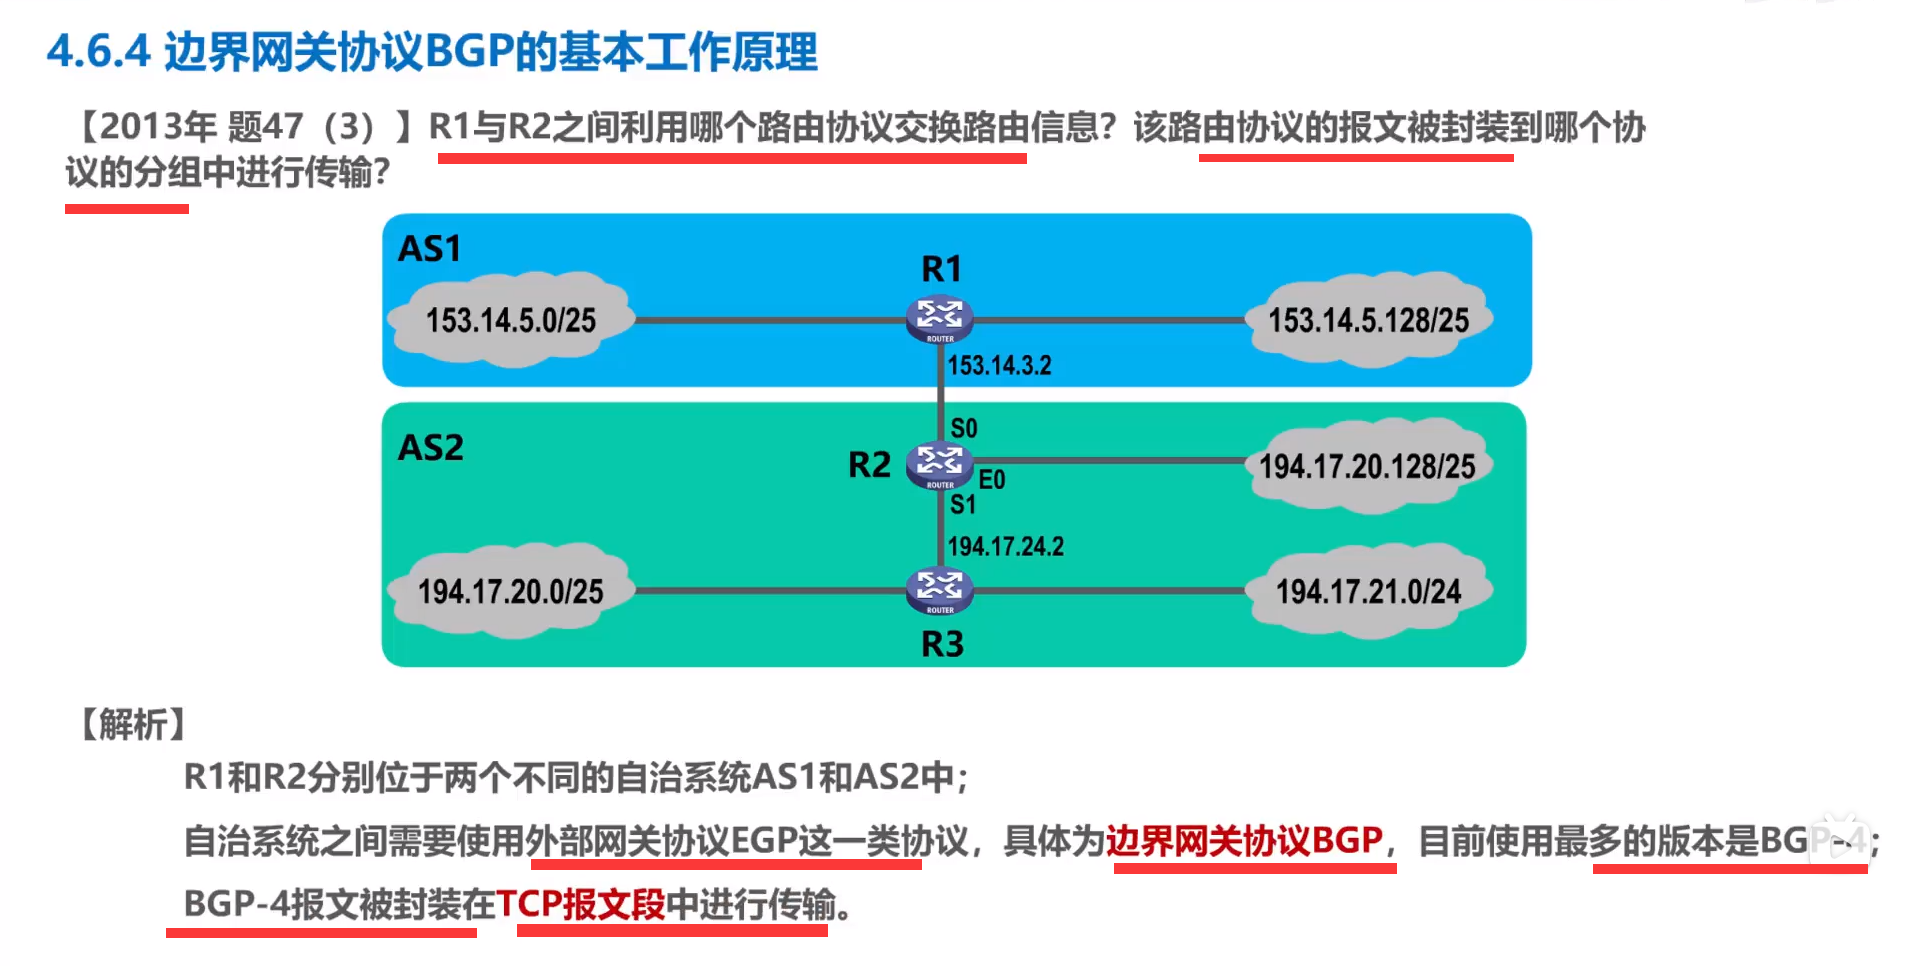 4.6.4 边界网关协议BGP的基本工作原理
【2013年 题47（3）】R1与R2之间利用哪个路由协议交换路由信息？该路由协议的报文被封装到哪个协
议的分组中进行传输？
AS1
R1
153.14.5.0/25
153.14.5.128/25
ROUTER
153.14.3.2
AS2
S0
R2
194.17.20.128/25
ROUTER
E0
S1
194.17.24.2
194.17.20.0/25
194.17.21.0/24
ROUTER
R3
【解析】
R1和R2分别位于两个不同的自治系统AS1和AS2中；
自治系统之间需要使用外部网关协议EGP这一类协议，具体为边界网关协议BGP，目前使用最多的版本是BGP-4；
BGP-4报文被封装在TCP报文段中进行传输。